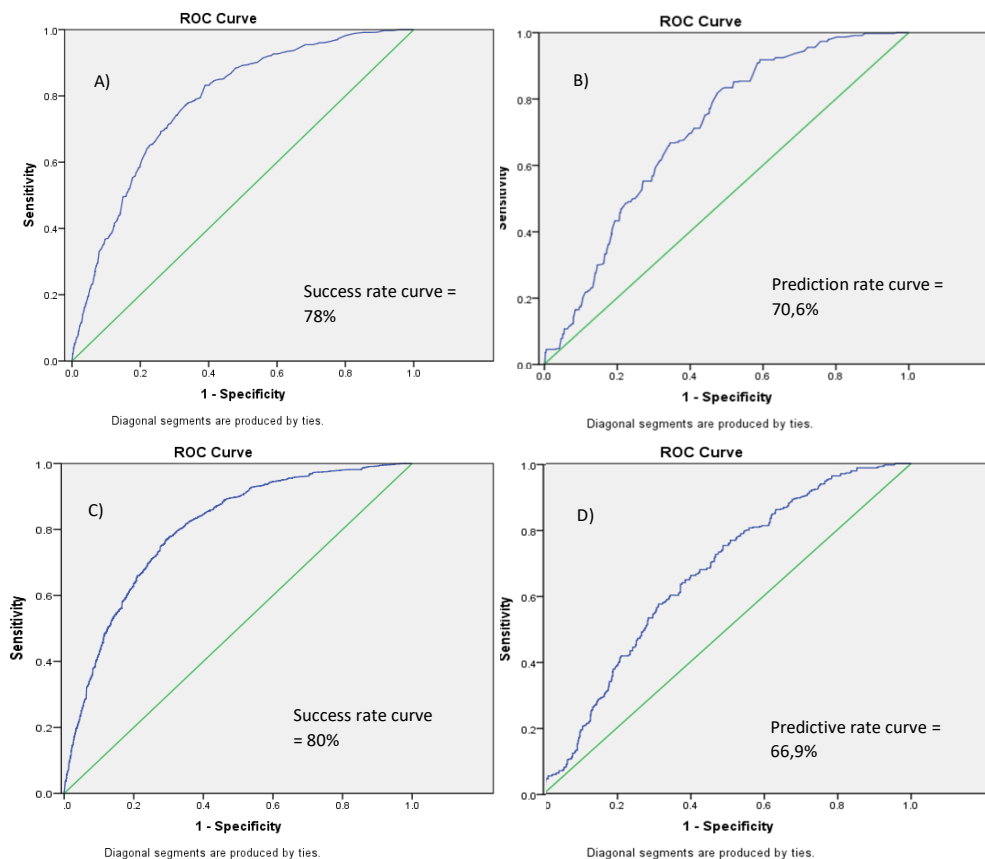 ROC Curve
A)
Sensitivity
1.0
0.8
0.6
0.4
0.2
0.0
0.0 0.2 0.4 0.6 0.8 1.0
1 - Specificity
Success rate curve =
78%
Diagonal segments are produced by ties.
ROC Curve
B)
Sensitivity
1.0
0.8
0.6
0.4
0.2
0.0
0.0 0.2 0.4 0.6 0.8 1.0
1 - Specificity
Prediction rate curve =
70,6%
Diagonal segments are produced by ties.
ROC Curve
C)
Sensitivity
1.0
0.8
0.6
0.4
0.2
0.0
.0 0.2 0.4 0.6 0.8 1.0
1 - Specificity
Success rate curve
= 80%
Diagonal segments are produced by ties.
ROC Curve
D)
Sensitivity
1.0
0.8
0.6
0.4
0.2
0.0
0 0.2 0.4 0.6 0.8 1.0
1 - Specificity
Predictive rate curve =
66,9%
Diagonal segments are produced by ties.